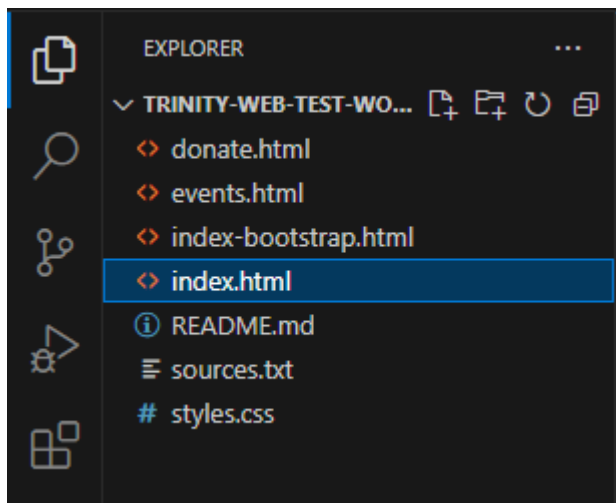 EXPLORER ...
TRINITY-WEB-TEST-WO...
donate.html
events.html
index-bootstrap.html
index.html
README.md
sources.txt
styles.css